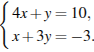 4x + y = 10,
x + 3y = −3.